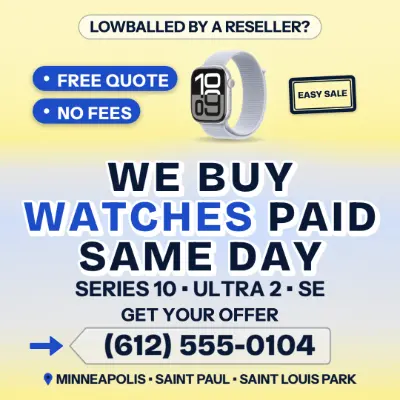 LOWBALLED BY A RESELLER?
• FREE QUOTE
• NO FEES
10
09
EASY SALE
WE BUY
WATCHES PAID
SAME DAY
SERIES 10 • ULTRA 2 • SE
GET YOUR OFFER
(612) 555-0104
MINNEAPOLIS • SAINT PAUL • SAINT LOUIS PARK